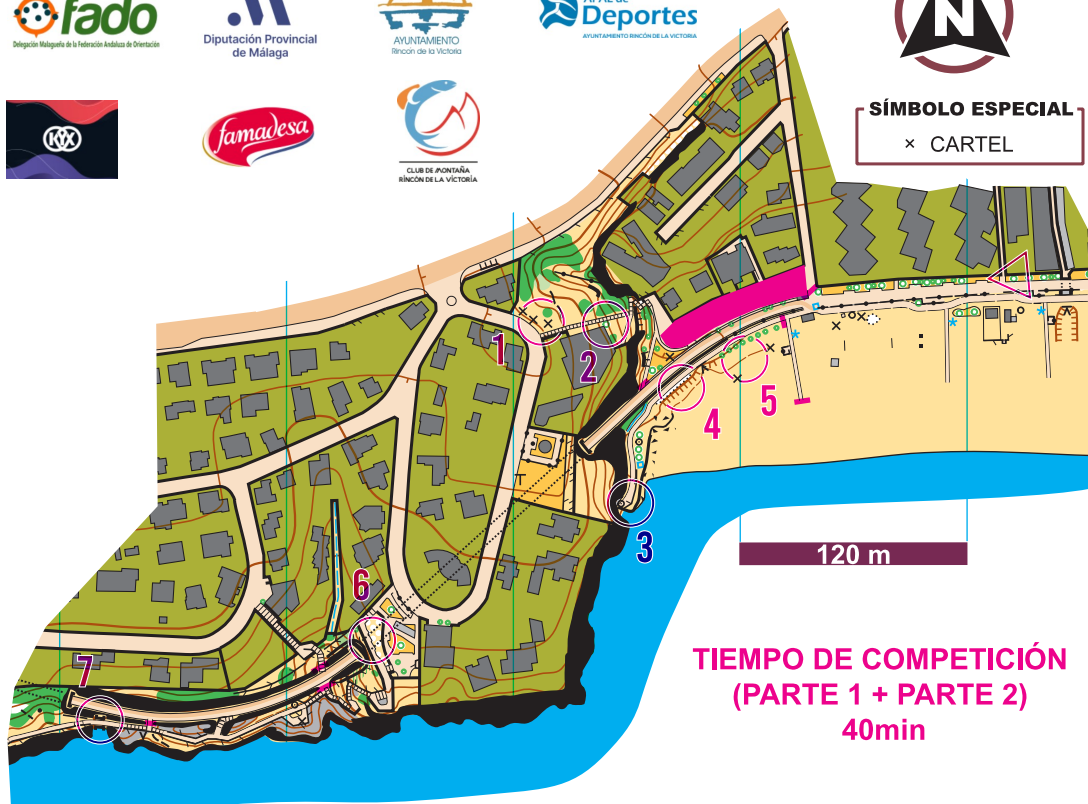 fado
Delegación Malagueña de la Federación Andaluza de Orientación
Diputación Provincial
de Málaga
AYUNTAMIENTO
Rincón de la Victoria
Deportes
AYUNTAMIENTO RINCÓN DE LA VICTORIA
N
KYX
famadesa
CLUB DE MONTAÑA
RINCÓN DE LA VICTORIA
SÍMBOLO ESPECIAL
× CARTEL
1
2
3
4
5
6
7
120 m
TIEMPO DE COMPETICIÓN
(PARTE 1 + PARTE 2)
40min